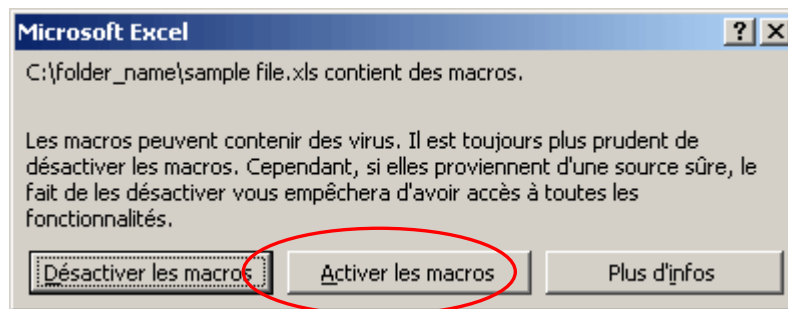 Microsoft Excel
C:\folder_name\sample file.xls contient des macros.
Les macros peuvent contenir des virus. Il est toujours plus prudent de
désactiver les macros. Cependant, si elles proviennent d'une source sûre, le
fait de les désactiver vous empêchera d'avoir accès à toutes les
fonctionnalités.
Désactiver les macros
Activer les macros
Plus d'infos